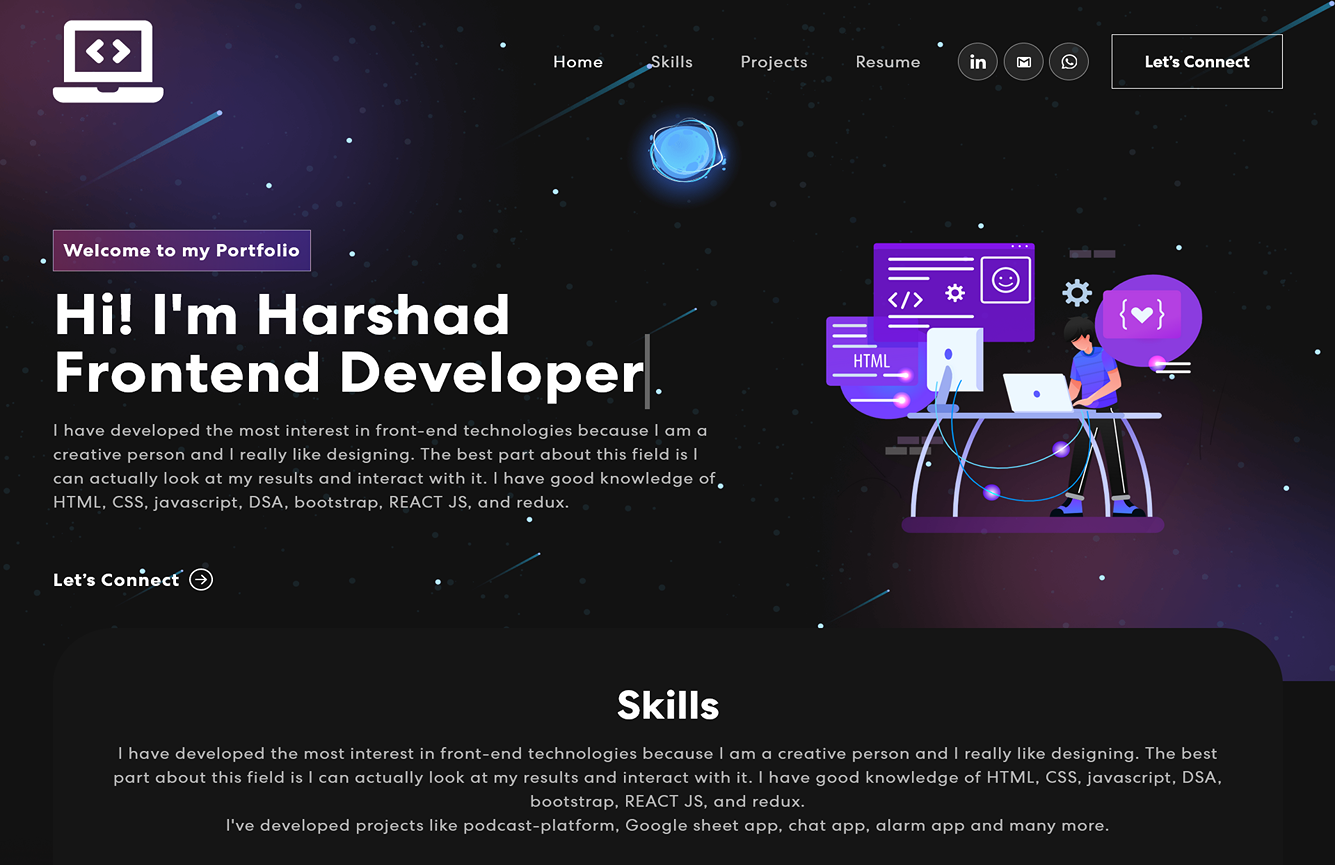 Home Skills Projects Resume in Let's Connect
Welcome to my Portfolio
Hi! I'm Harshad
Frontend Developer
I have developed the most interest in front-end technologies because I am a
creative person and I really like designing. The best part about this field is I
can actually look at my results and interact with it. I have good knowledge of
HTML, CSS, javascript, DSA, bootstrap, REACT JS, and redux.
Let's Connect
HTML
Skills
I have developed the most interest in front-end technologies because I am a creative person and I really like designing. The best
part about this field is I can actually look at my results and interact with it. I have good knowledge of HTML, CSS, javascript, DSA,
bootstrap, REACT JS, and redux.
I've developed projects like podcast-platform, Google sheet app, chat app, alarm app and many more.